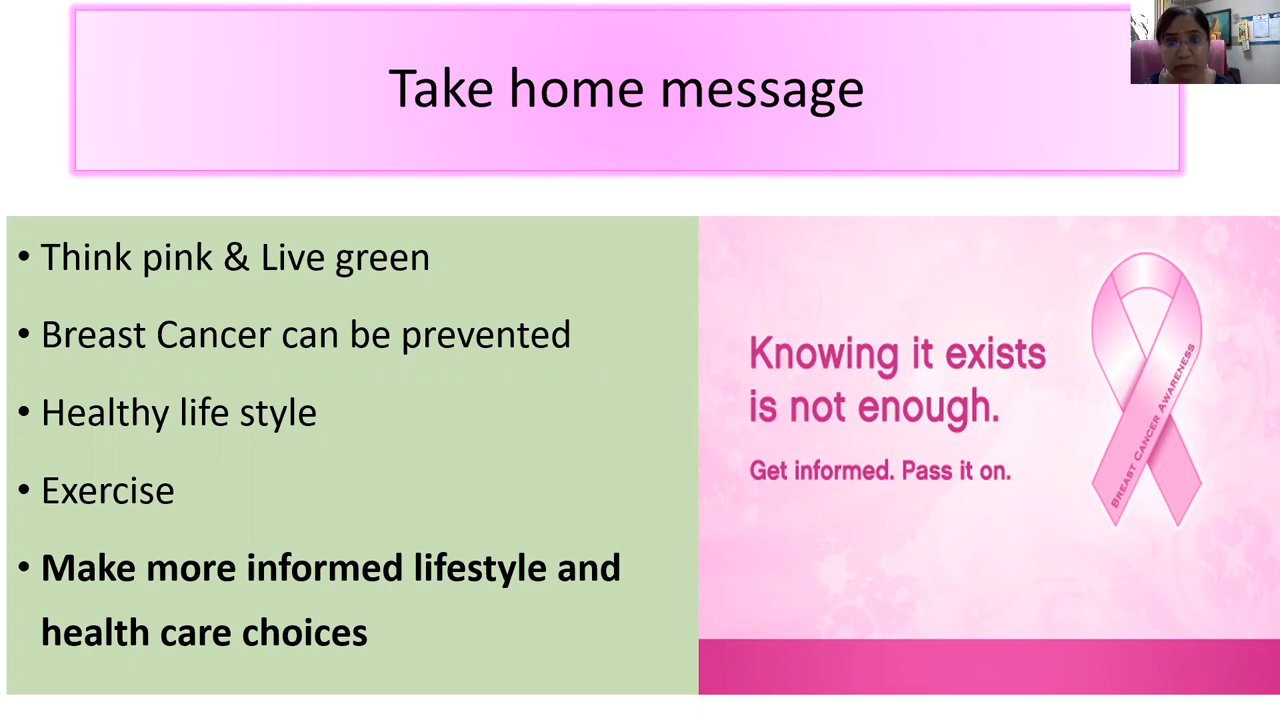 Take home message
• Think pink & Live green
• Breast Cancer can be prevented
• Healthy life style
• Exercise
• Make more informed lifestyle and
health care choices
Knowing it exists
is not enough.
Get informed. Pass it on.
BREAST CANCER AWARENESS